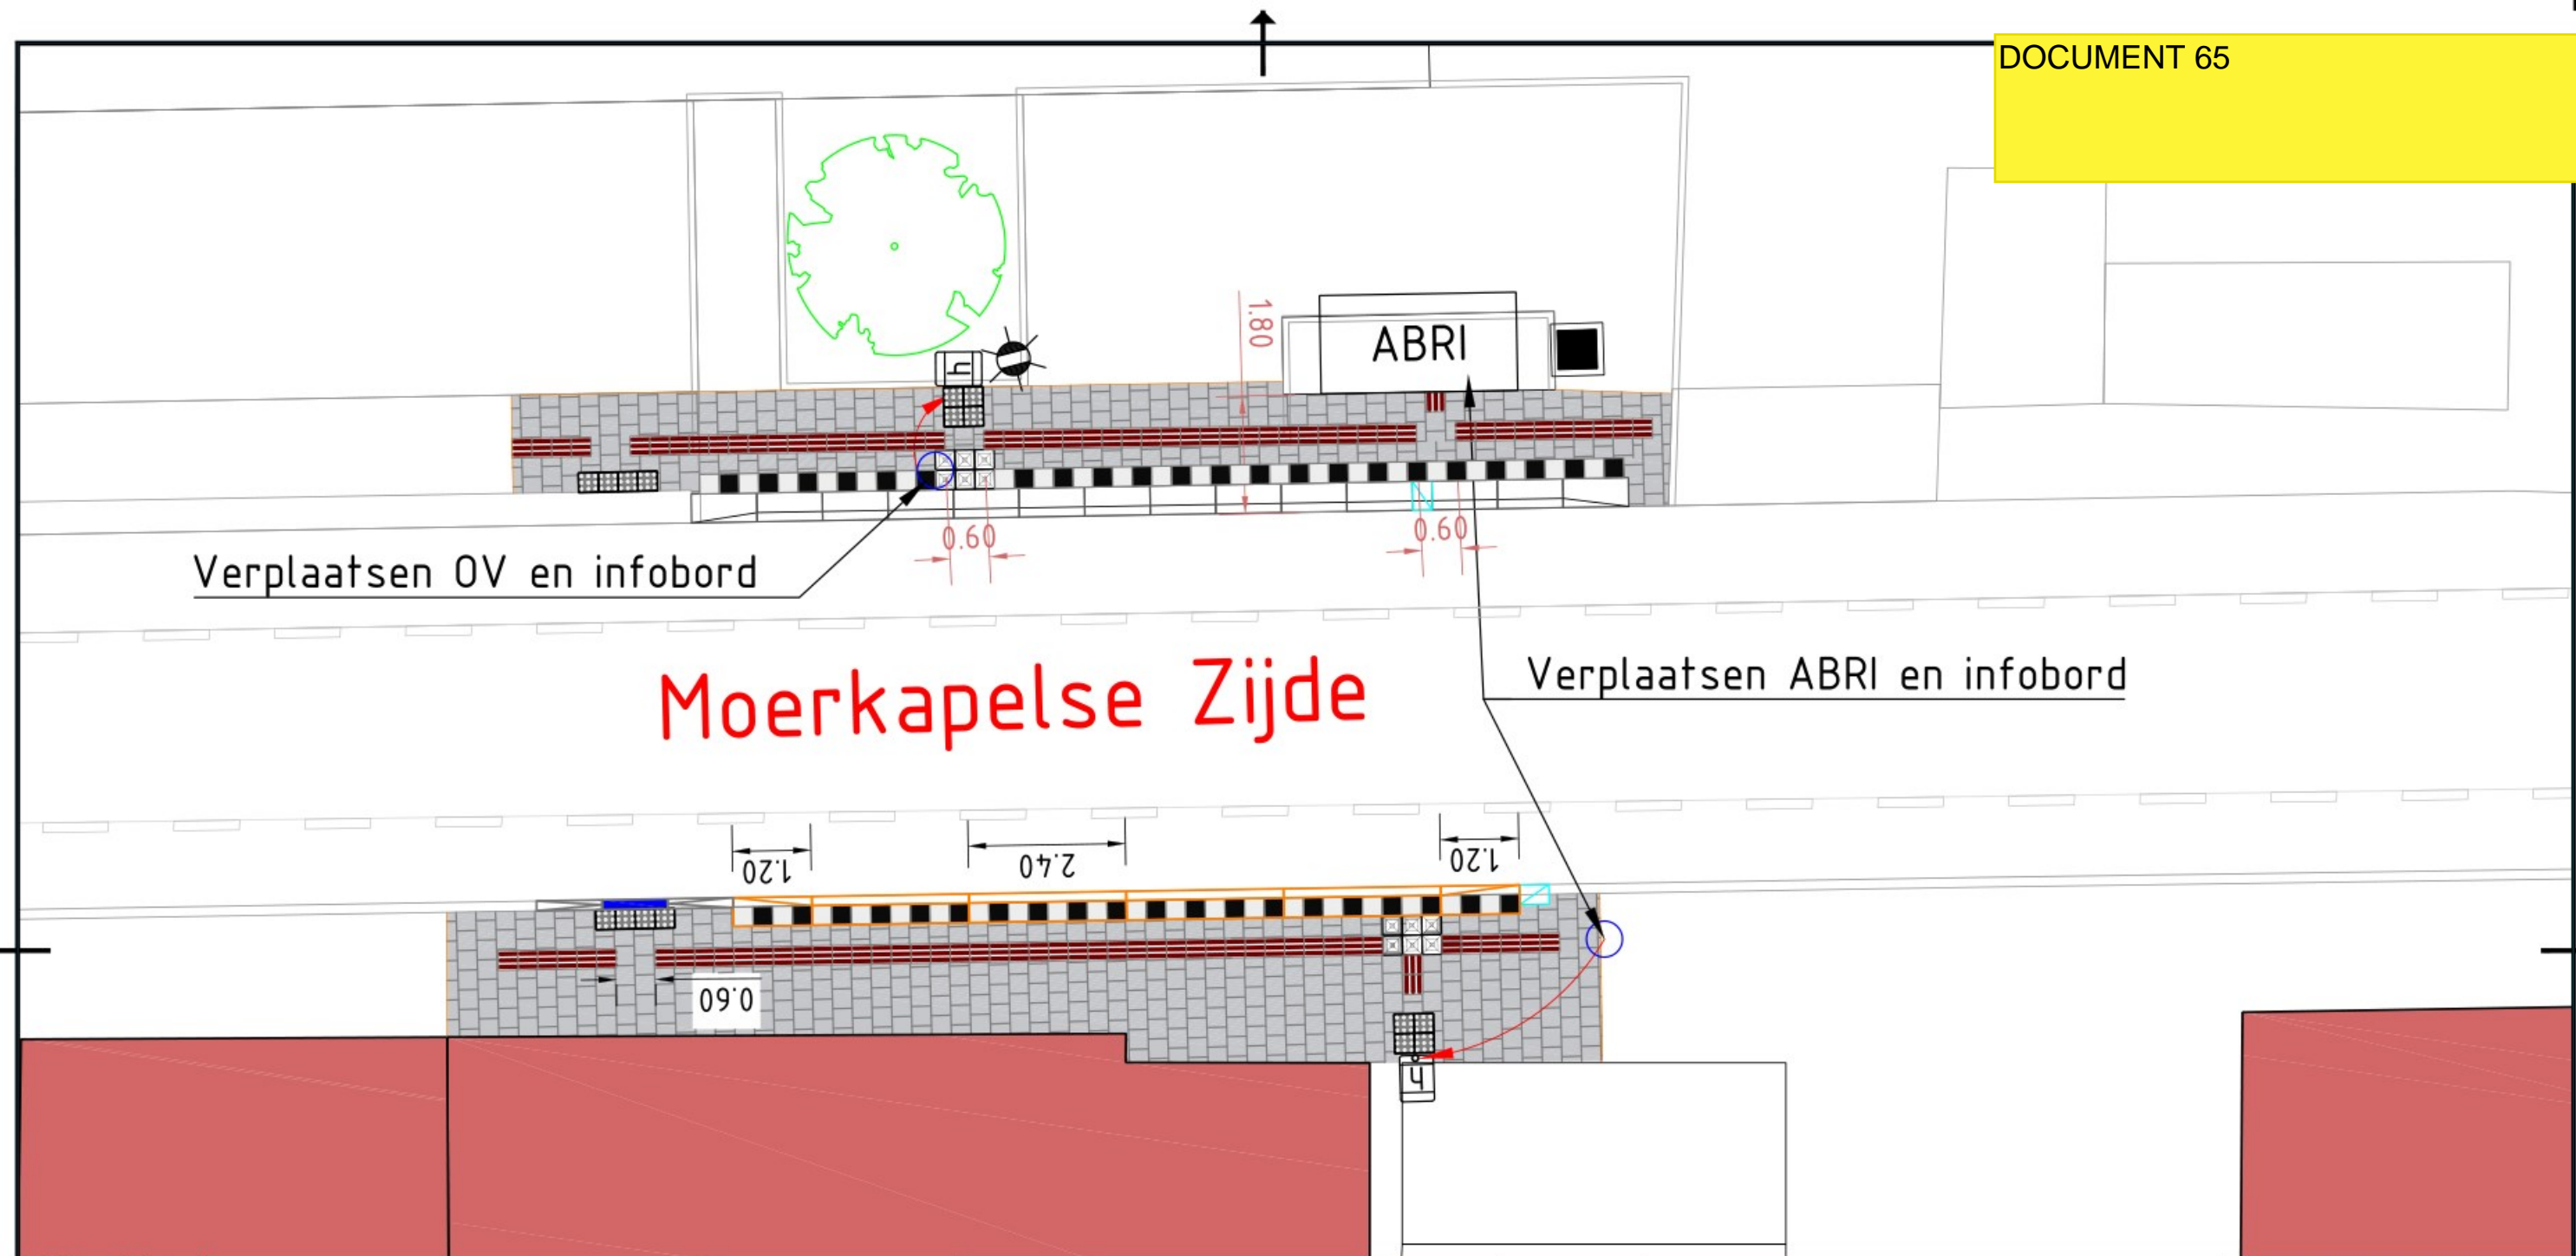 DOCUMENT 65
1.80
ABRI
h
N
0.60
0.60
Verplaatsen OV en infobord
Verplaatsen ABRI en infobord
Moerkapelse Zijde
1.20
2.40
1.20
0.60
h